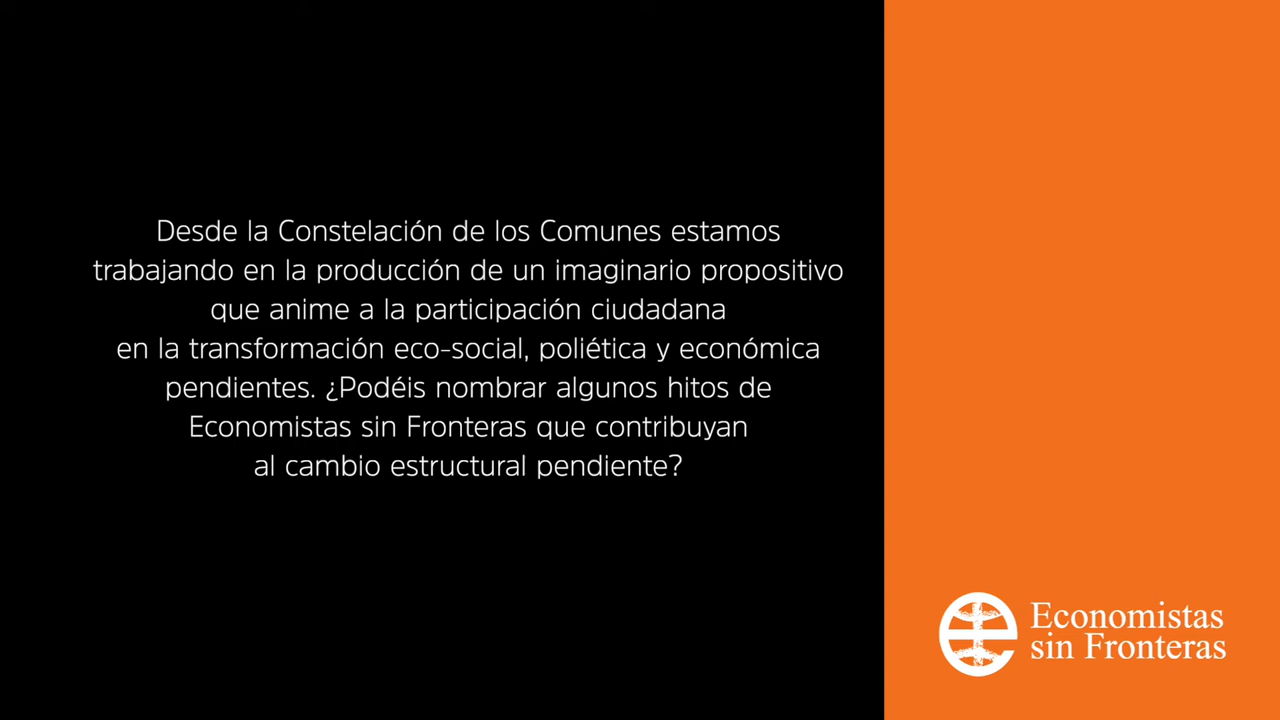 Desde la Constelación de los Comunes estamos
trabajando en la producción de un imaginario propositivo
que anime a la participación ciudadana
en la transformación eco-social, poliética y económica
pendientes. ¿Podéis nombrar algunos hitos de
Economistas sin Fronteras que contribuyan
al cambio estructural pendiente?
Economistas
sin Fronteras